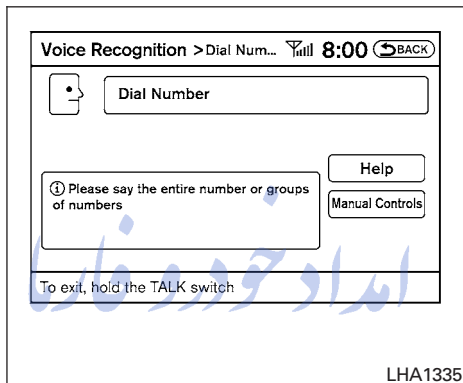 Voice Recognition > Dial Num... 8:00 BACK
Dial Number
Help
ⓘ Please say the entire number or groups
of numbers
Manual Controls
امداد خودرو فارما
To exit, hold the TALK switch
LHA1335